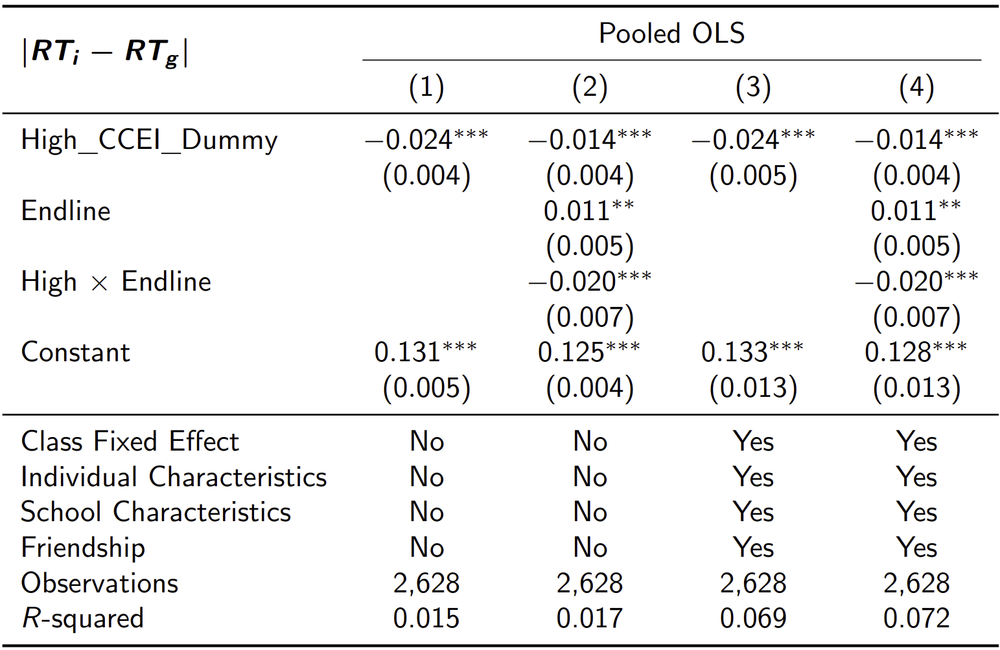 |RT_i − RT_g| Pooled OLS
(1) (2) (3) (4)
High_CCEI_Dummy −0.024*** −0.014*** −0.024*** −0.014***
(0.004) (0.004) (0.005) (0.004)
Endline 0.011** 0.011**
(0.005) (0.005)
High × Endline −0.020*** −0.020***
(0.007) (0.007)
Constant 0.131*** 0.125*** 0.133*** 0.128***
(0.005) (0.004) (0.013) (0.013)
Class Fixed Effect No No Yes Yes
Individual Characteristics No No Yes Yes
School Characteristics No No Yes Yes
Friendship No No Yes Yes
Observations 2,628 2,628 2,628 2,628
R-squared 0.015 0.017 0.069 0.072